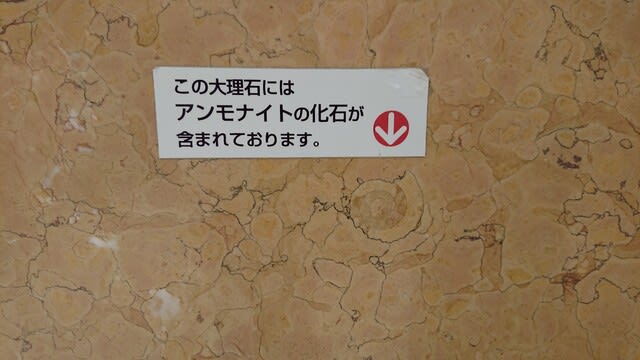 この大理石には
アンモナイトの化石が
含まれております。